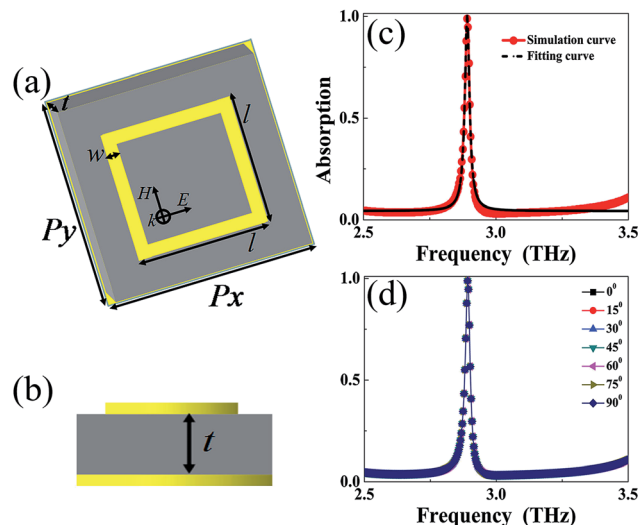 (a)
t
w
l
H
E
k
l
Py
Px
(b)
t
(c)
1.0
0.5
0.0
Absorption
Simulation curve
Fitting curve
2.5
3.0
3.5
Frequency (THz)
(d)
1.0
0.5
0.0
0⁰
15⁰
30⁰
45⁰
60⁰
75⁰
90⁰
2.5
3.0
3.5
Frequency (THz)